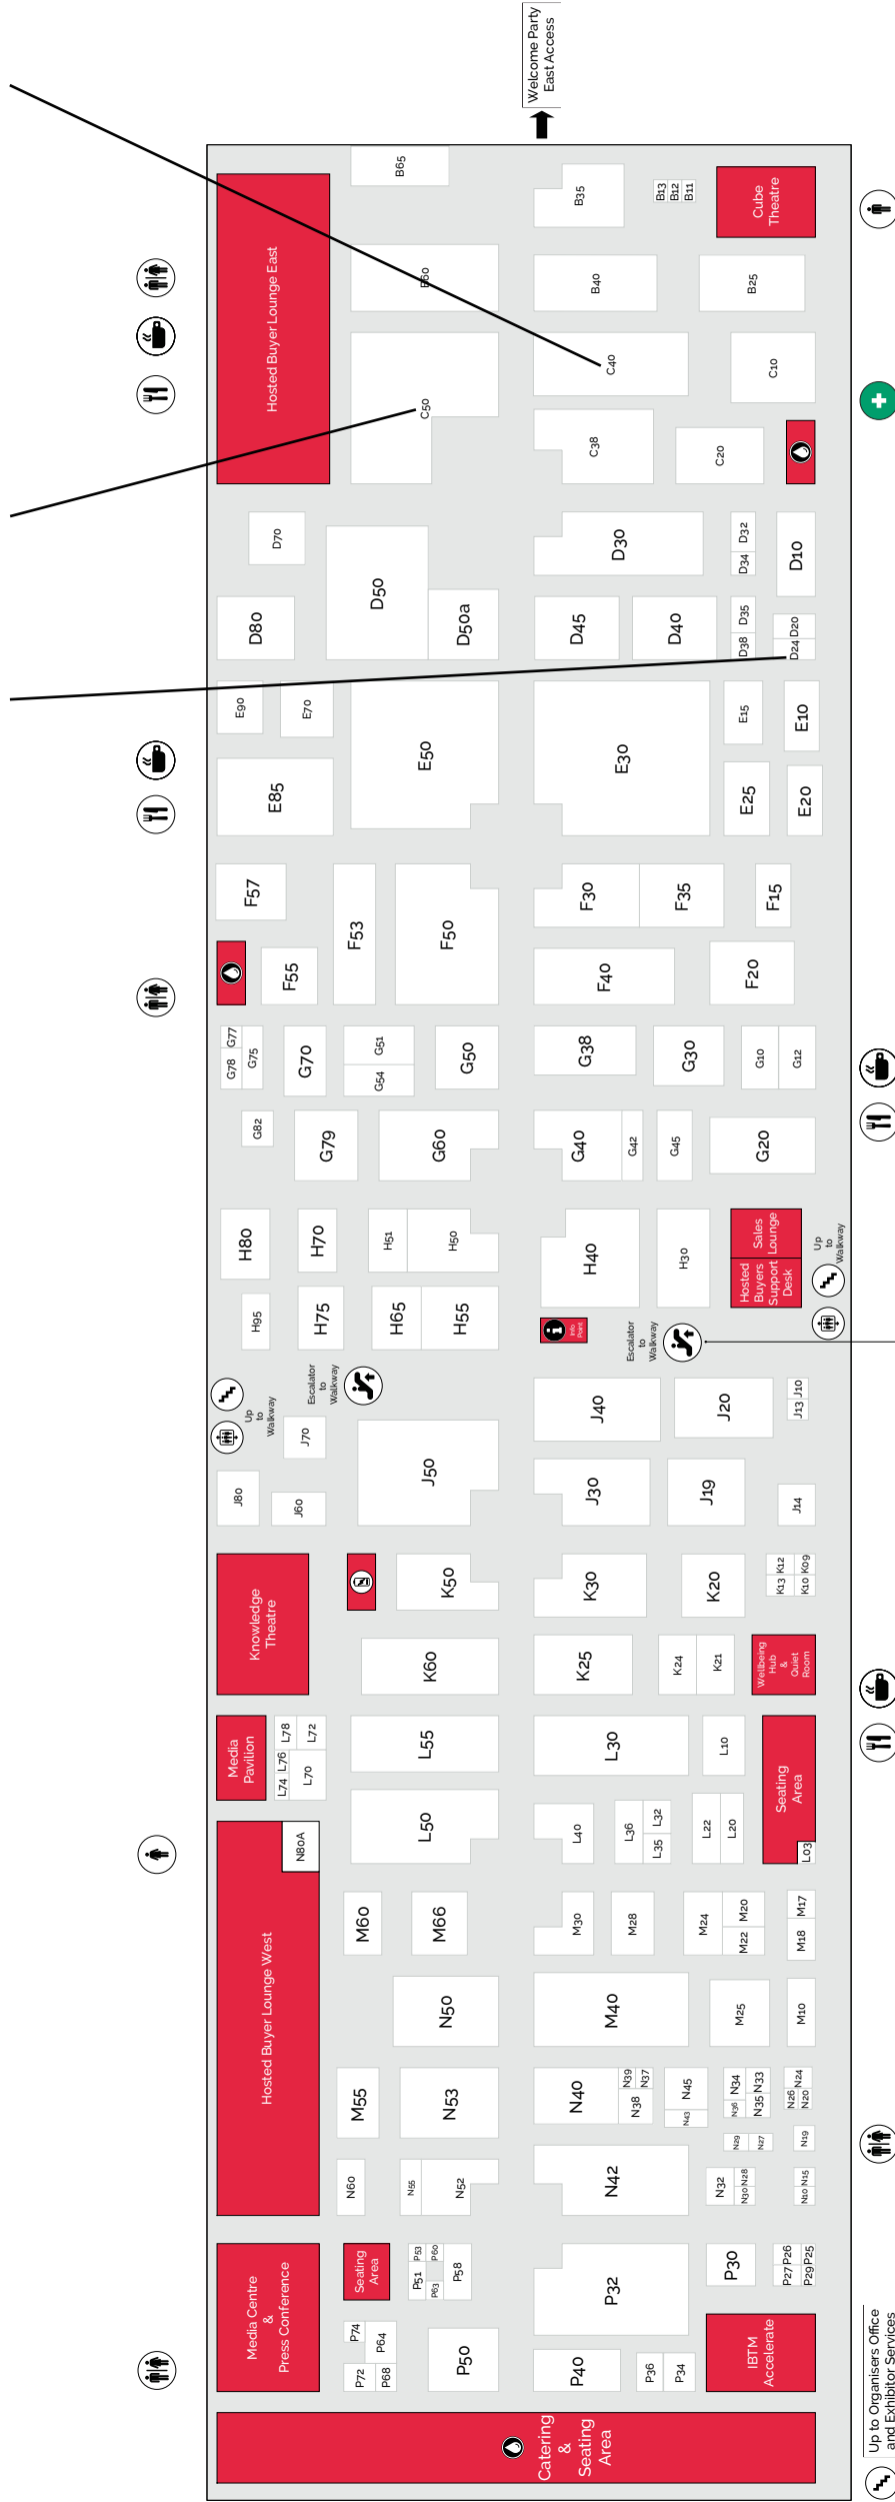 Welcome Party
East Access
Hosted Buyer Lounge East
B65
B35
B13
B12
B11
Cube
Theatre
B60
B40
B25
C50
C40
C10
C38
C20
D70
D50
D30
D32
D34
D10
D80
D50a
D45
D40
D35
D38
D20
D24
E90
E70
E50
E30
E15
E10
E85
E25
E20
F57
F53
F50
F30
F35
F15
F55
F40
F20
G77
G78
G75
G70
G51
G54
G50
G38
G30
G10
G12
G82
G79
G60
G40
G42
G45
G20
H80
H70
H51
H50
H40
H30
Sales
Lounge
Hosted
Buyers
Support
Desk
Up
to
Walkway
H95
H75
H65
H55
Info
Point
Escalator
to
Walkway
Up
to
Walkway
Escalator
to
Walkway
J70
J80
J60
J50
J40
J20
J10
J13
J30
J19
J14
Knowledge
Theatre
K50
K30
K20
K12
K13
K09
K10
K60
K25
K24
K21
Wellbeing
Hub
&
Quiet
Room
Media
Pavilion
L78
L76
L74
L72
L70
L55
L30
L10
Seating
Area
L03
L50
L40
L36
L32
L35
L22
L20
Hosted Buyer Lounge West
N80A
M60
M66
M30
M28
M24
M20
M22
M17
M18
N50
M40
M25
M10
M55
N53
N40
N39
N37
N38
N45
N43
N34
N36
N33
N35
N24
N26
N20
N29
N27
N19
N60
N55
N52
N42
N32
N28
N30
N15
N10
Media Centre
&
Press Conference
Seating
Area
P53
P51
P60
P63
P58
P32
P30
P26
P27
P25
P29
P74
P72
P64
P68
P50
P40
P36
P34
IBTM
Accelerate
Catering
&
Seating
Area
Up to Organisers Office
and Exhibitor Services